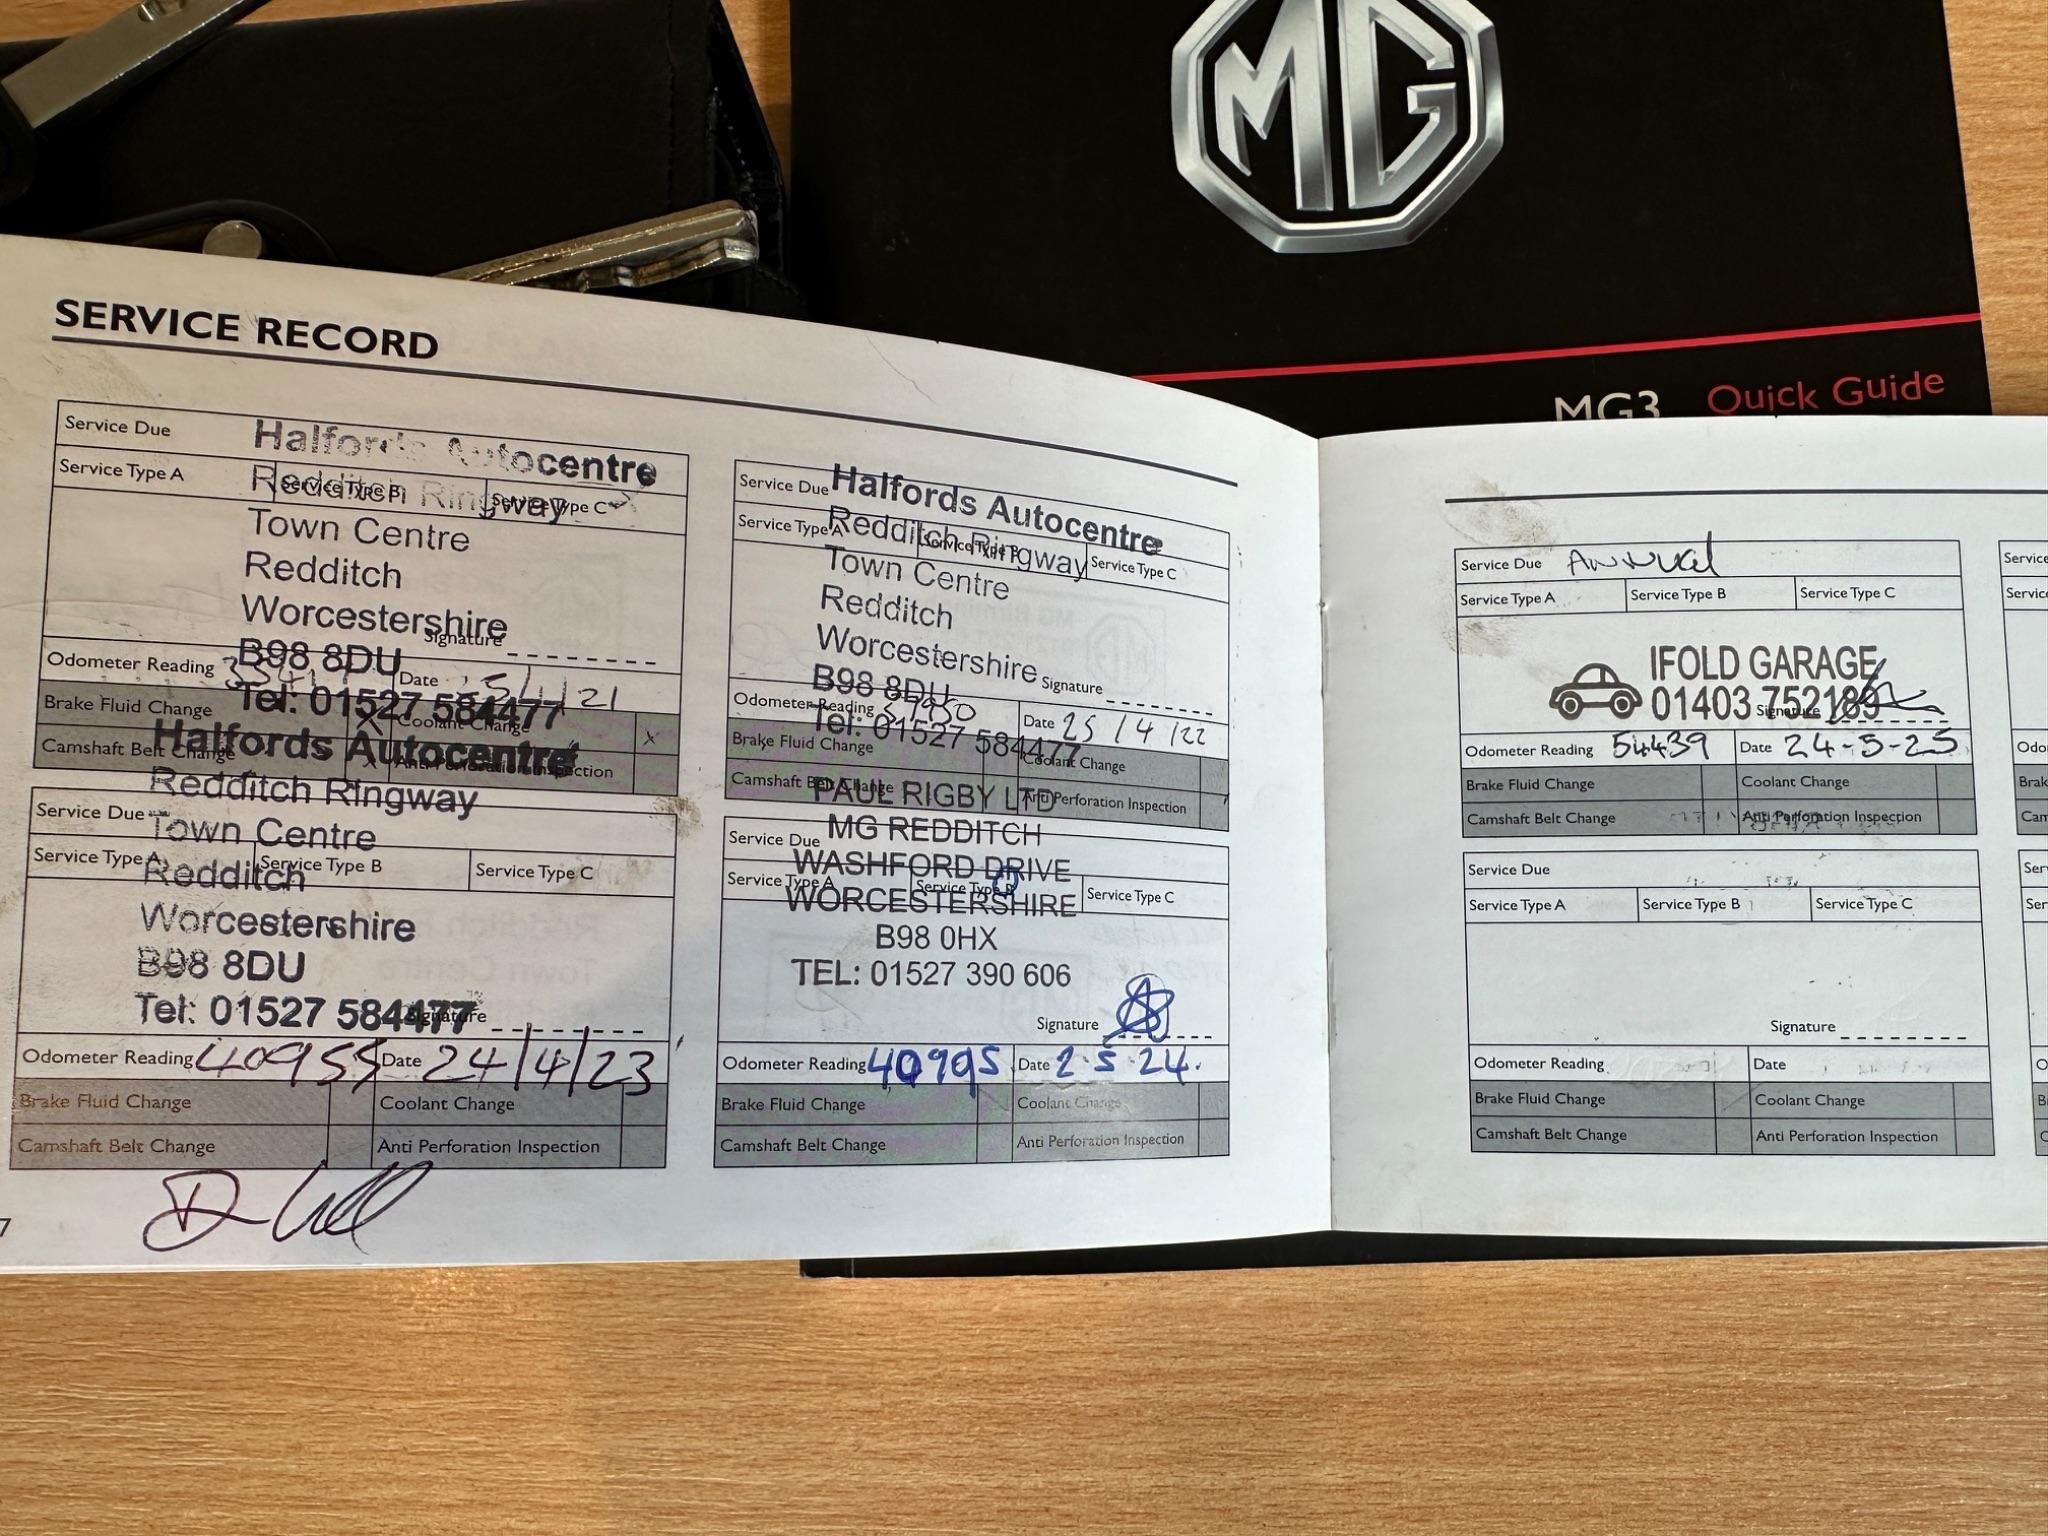 MG
MG3 Quick Guide
SERVICE RECORD
Service Due
Halfords Autocentre
Service Type A
Service Type B
Service Type C
Redditch Ringway
Town Centre
Redditch
Worcestershire
Signature
B98 8DU
Odometer Reading
Date
Tel: 01527 584477
Brake Fluid Change
Coolant Change
X
Camshaft Belt Change
Anti Perforation Inspection
Halfords Autocentre
Redditch Ringway
Service Due
Town Centre
Service Type A
Service Type B
Service Type C
Redditch
Worcestershire
B98 8DU
Tel: 01527 584477
Signature
Odometer Reading 40955 Date 24/4/23
Brake Fluid Change
Coolant Change
Camshaft Belt Change
Anti Perforation Inspection
7
Service Due
Halfords Autocentre
Service Type A
Service Type B
Service Type C
Redditch Ringway
Town Centre
Redditch
Worcestershire
Signature
B98 8DU
Odometer Reading
Date 25/4/22
Tel: 01527 584477
Brake Fluid Change
Coolant Change
Camshaft Belt Change
Anti Perforation Inspection
PAUL RIGBY LTD
MG REDDITCH
Service Due
WASHFORD DRIVE
Service Type A
Service Type B
Service Type C
WORCESTERSHIRE
B98 0HX
TEL: 01527 390 606
Signature
Odometer Reading 40995 Date 2.5.24.
Brake Fluid Change
Coolant Change
Camshaft Belt Change
Anti Perforation Inspection
Service Due Annual
Service Type A
Service Type B
Service Type C
IFOLD GARAGE
01403 752189
Signature
Odometer Reading 54439 Date 24-5-25
Brake Fluid Change
Coolant Change
Camshaft Belt Change
Anti Perforation Inspection
Service Due
Service Type A
Service Type B
Service Type C
Signature
Odometer Reading
Date
Brake Fluid Change
Coolant Change
Camshaft Belt Change
Anti Perforation Inspection